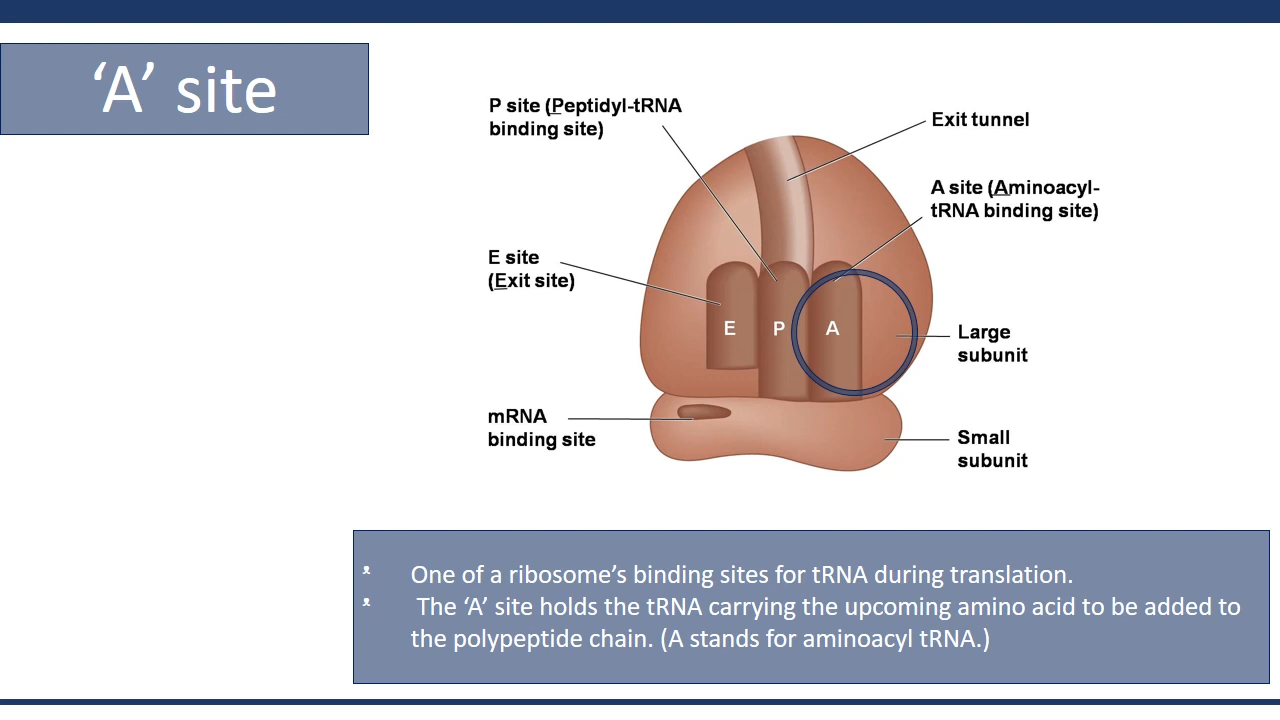 ‘A’ site
P site (Peptidyl-tRNA
binding site)
Exit tunnel
A site (Aminoacyl-
tRNA binding site)
E site
(Exit site)
E
P
A
Large
subunit
mRNA
binding site
Small
subunit
One of a ribosome’s binding sites for tRNA during translation.
The ‘A’ site holds the tRNA carrying the upcoming amino acid to be added to
the polypeptide chain. (A stands for aminoacyl tRNA.)